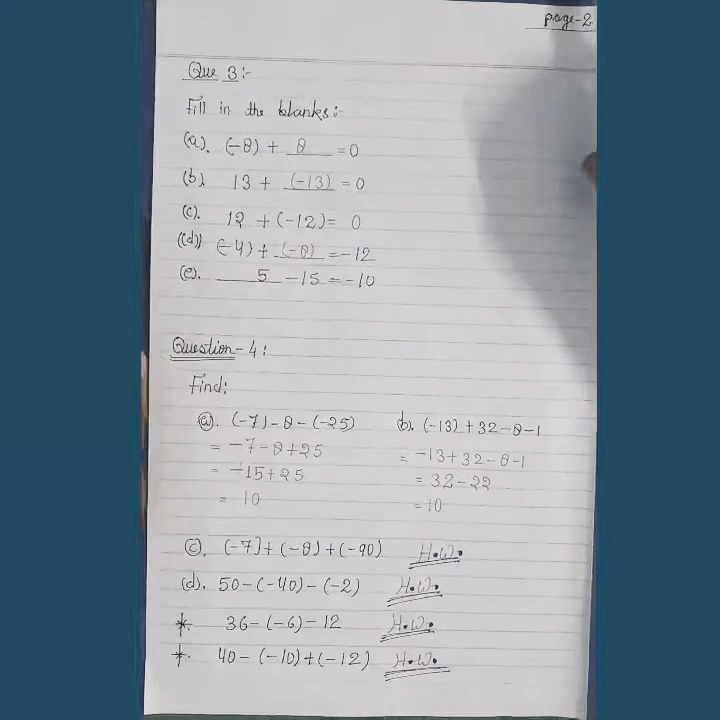 page-2
Que 3:-
Fill in the blanks:-
(a). (-8) + 8 = 0
(b) 13 + (-13) = 0
(c). 12 + (-12) = 0
(d) (-4) + (-8) = -12
(e). 5 - 15 = -10
Question-4:
Find:
(a). (-7) - 8 - (-25) (b). (-13) + 32 - 8 - 1
= -7 - 8 + 25 = -13 + 32 - 8 - 1
= -15 + 25 = 32 - 22
= 10 = 10
(c). (-7) + (-8) + (-90) H.W.
(d). 50 - (-40) - (-2) H.W.
*. 36 - (-6) - 12 H.W.
*. 40 - (-10) + (-12) H.W.